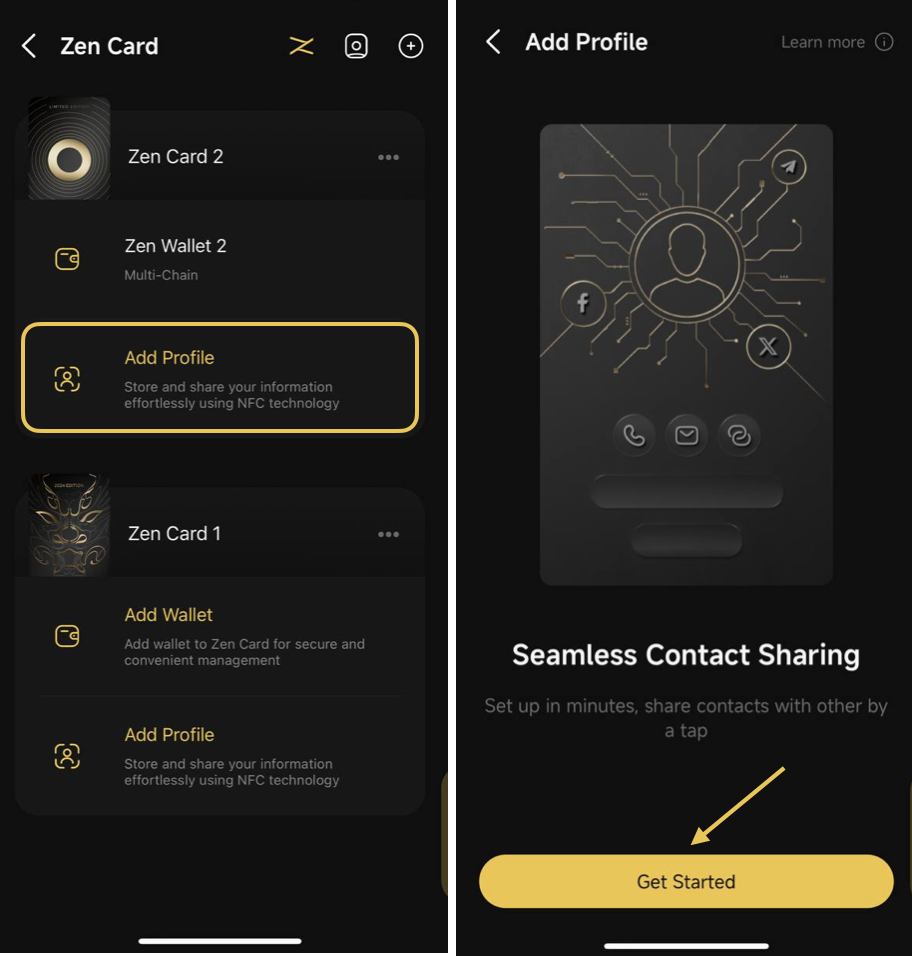 Zen Card
LIMITED EDITION
Zen Card 2
Zen Wallet 2
Multi-Chain
Add Profile
Store and share your information
effortlessly using NFC technology
2024 EDITION
Zen Card 1
Add Wallet
Add wallet to Zen Card for secure and
convenient management
Add Profile
Store and share your information
effortlessly using NFC technology
Add Profile
Learn more
Seamless Contact Sharing
Set up in minutes, share contacts with other by
a tap
Get Started